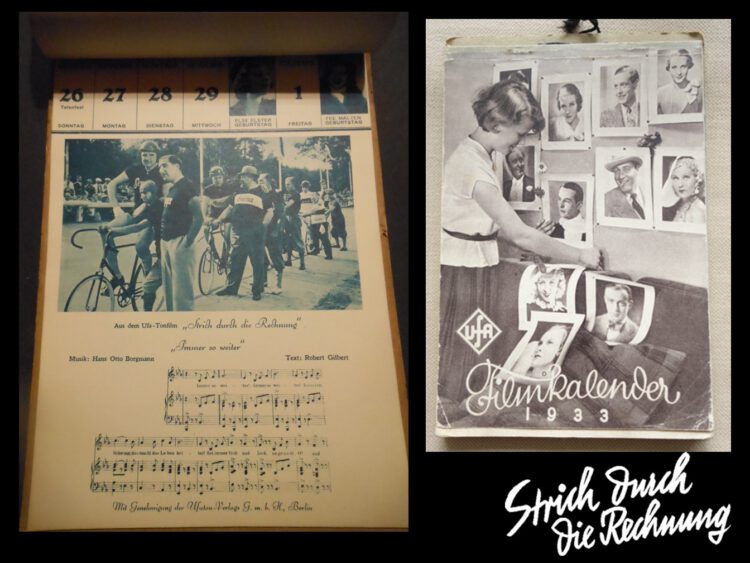 26 27 28 29 1
Totenfest
SONNTAG MONTAG DIENSTAG MITTWOCH ELSE ELSTER GEBURTSTAG FREITAG FEE MALTEN GEBURTSTAG
Aus dem Ufa-Tonfilm „Strich durch die Rechnung"
„Immer so weiter"
Musik: Hans Otto Borgmann Text: Robert Gilbert
Mit Genehmigung der Ufaton-Verlags G. m. b. H., Berlin
UFA
Filmkalender
1933
Strich durch
die Rechnung